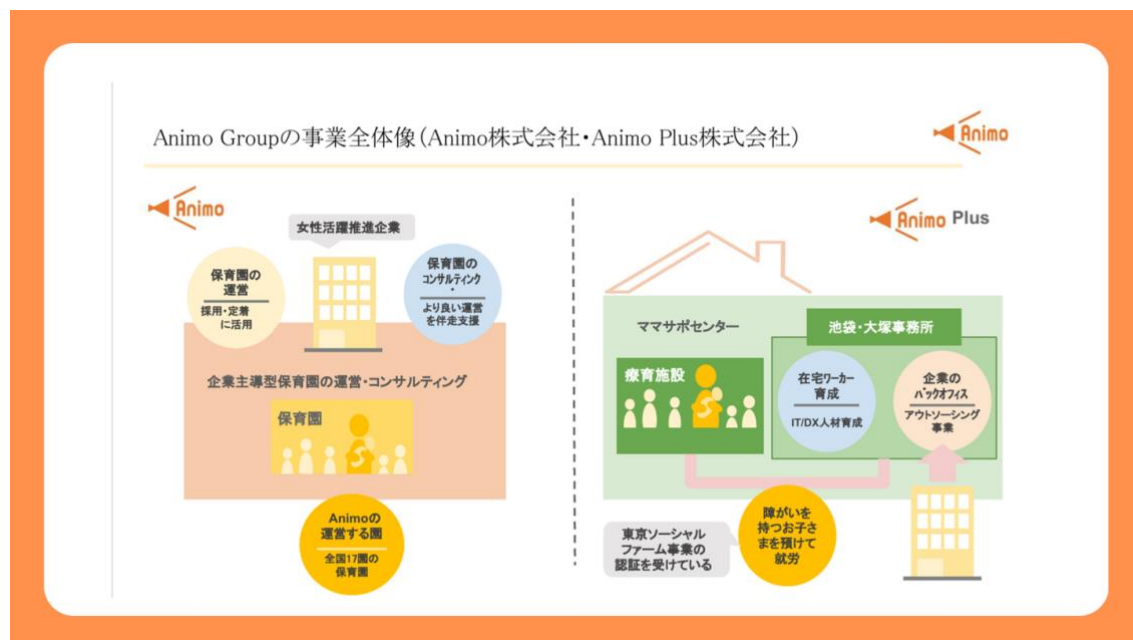 Animo Groupの事業全体像(Animo株式会社・Animo Plus株式会社)
Animo
Animo
女性活躍推進企業
保育園の
運営
採用・定着
に活用
保育園の
コンサルティング
・
より良い運営
を伴走支援
企業主導型保育園の運営・コンサルティング
保育園
Animoの
運営する園
全国17園の
保育園
Animo Plus
ママサポセンター
池袋・大塚事務所
療育施設
在宅ワーカー
育成
IT/DX人材育成
企業の
バックオフィス
アウトソーシング
事業
東京ソーシャル
ファーム事業の
認証を受けている
障がいを
持つお子さ
まを預けて
就労